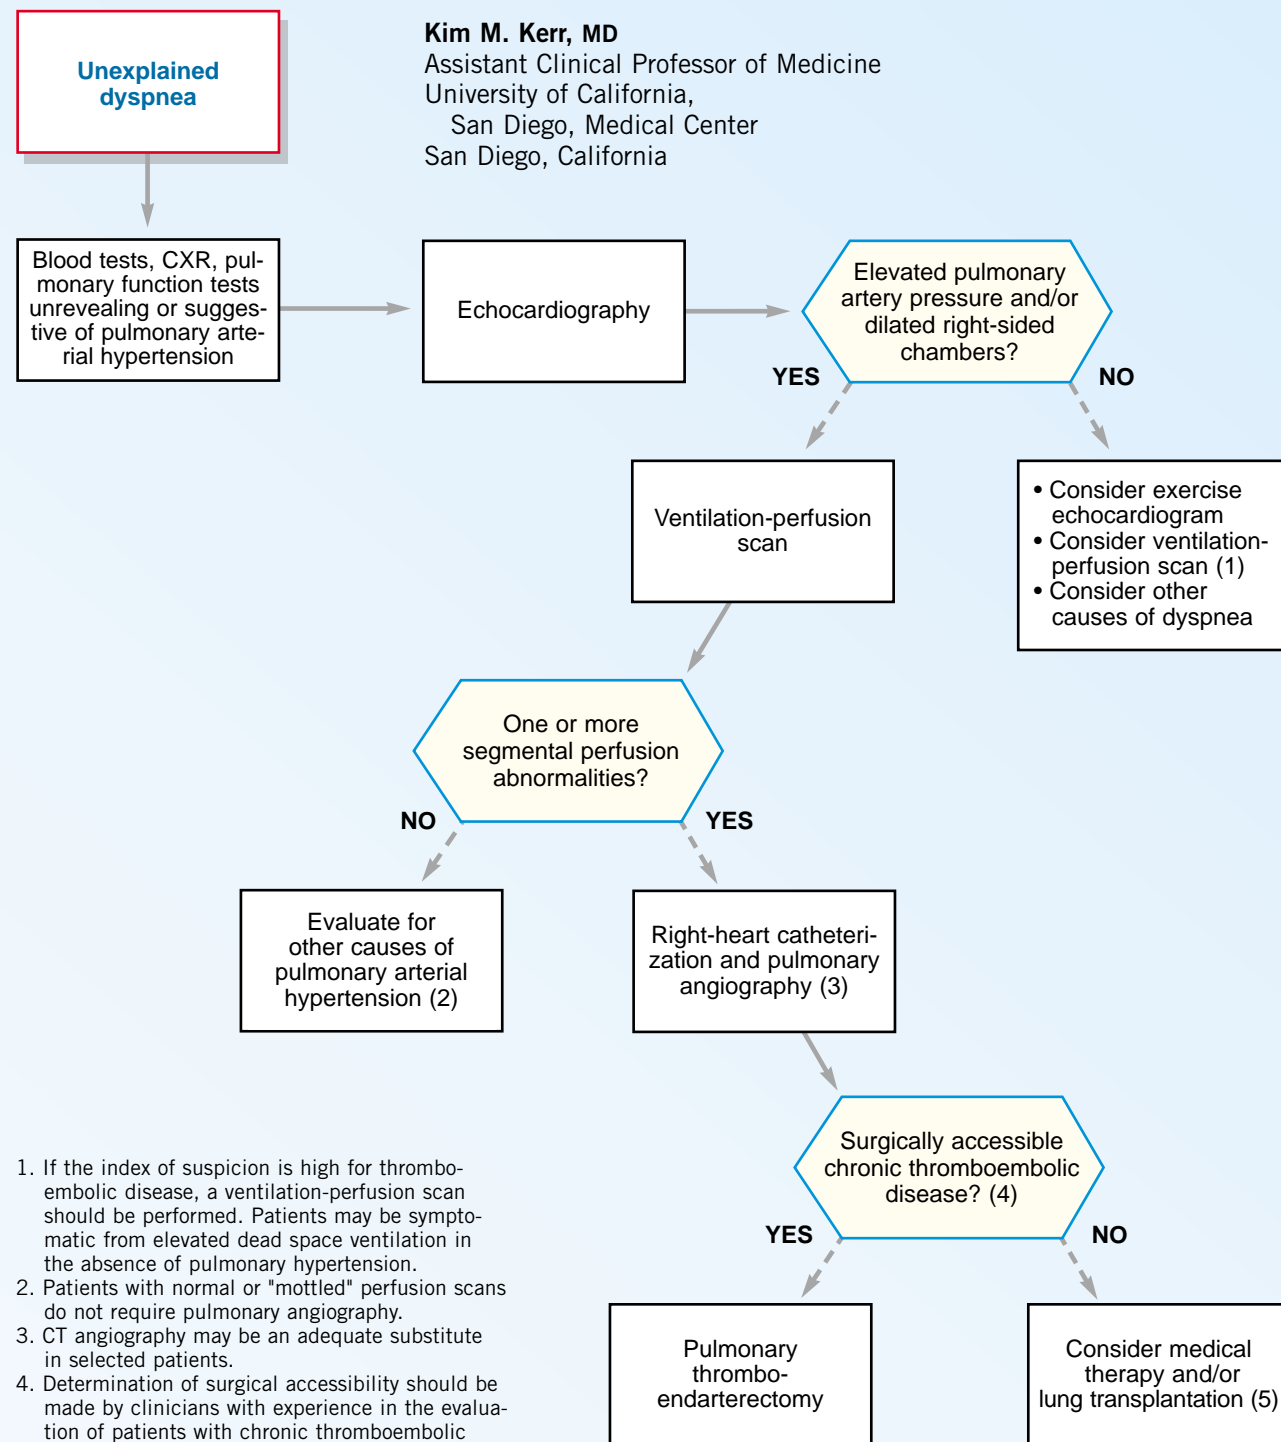 Unexplained
dyspnea
Kim M. Kerr, MD
Assistant Clinical Professor of Medicine
University of California,
San Diego, Medical Center
San Diego, California
Blood tests, CXR, pul-
monary function tests
unrevealing or sugges-
tive of pulmonary arte-
rial hypertension
Echocardiography
Elevated pulmonary
artery pressure and/or
dilated right-sided
chambers?
YES
NO
Ventilation-perfusion
scan
• Consider exercise
echocardiogram
• Consider ventilation-
perfusion scan (1)
• Consider other
causes of dyspnea
One or more
segmental perfusion
abnormalities?
NO
YES
Evaluate for
other causes of
pulmonary arterial
hypertension (2)
Right-heart catheteri-
zation and pulmonary
angiography (3)
Surgically accessible
chronic thromboembolic
disease? (4)
YES
NO
Pulmonary
thrombo-
endarterectomy
Consider medical
therapy and/or
lung transplantation (5)
1. If the index of suspicion is high for thrombo-
embolic disease, a ventilation-perfusion scan
should be performed. Patients may be sympto-
matic from elevated dead space ventilation in
the absence of pulmonary hypertension.
2. Patients with normal or "mottled" perfusion scans
do not require pulmonary angiography.
3. CT angiography may be an adequate substitute
in selected patients.
4. Determination of surgical accessibility should be
made by clinicians with experience in the evalua-
tion of patients with chronic thromboembolic